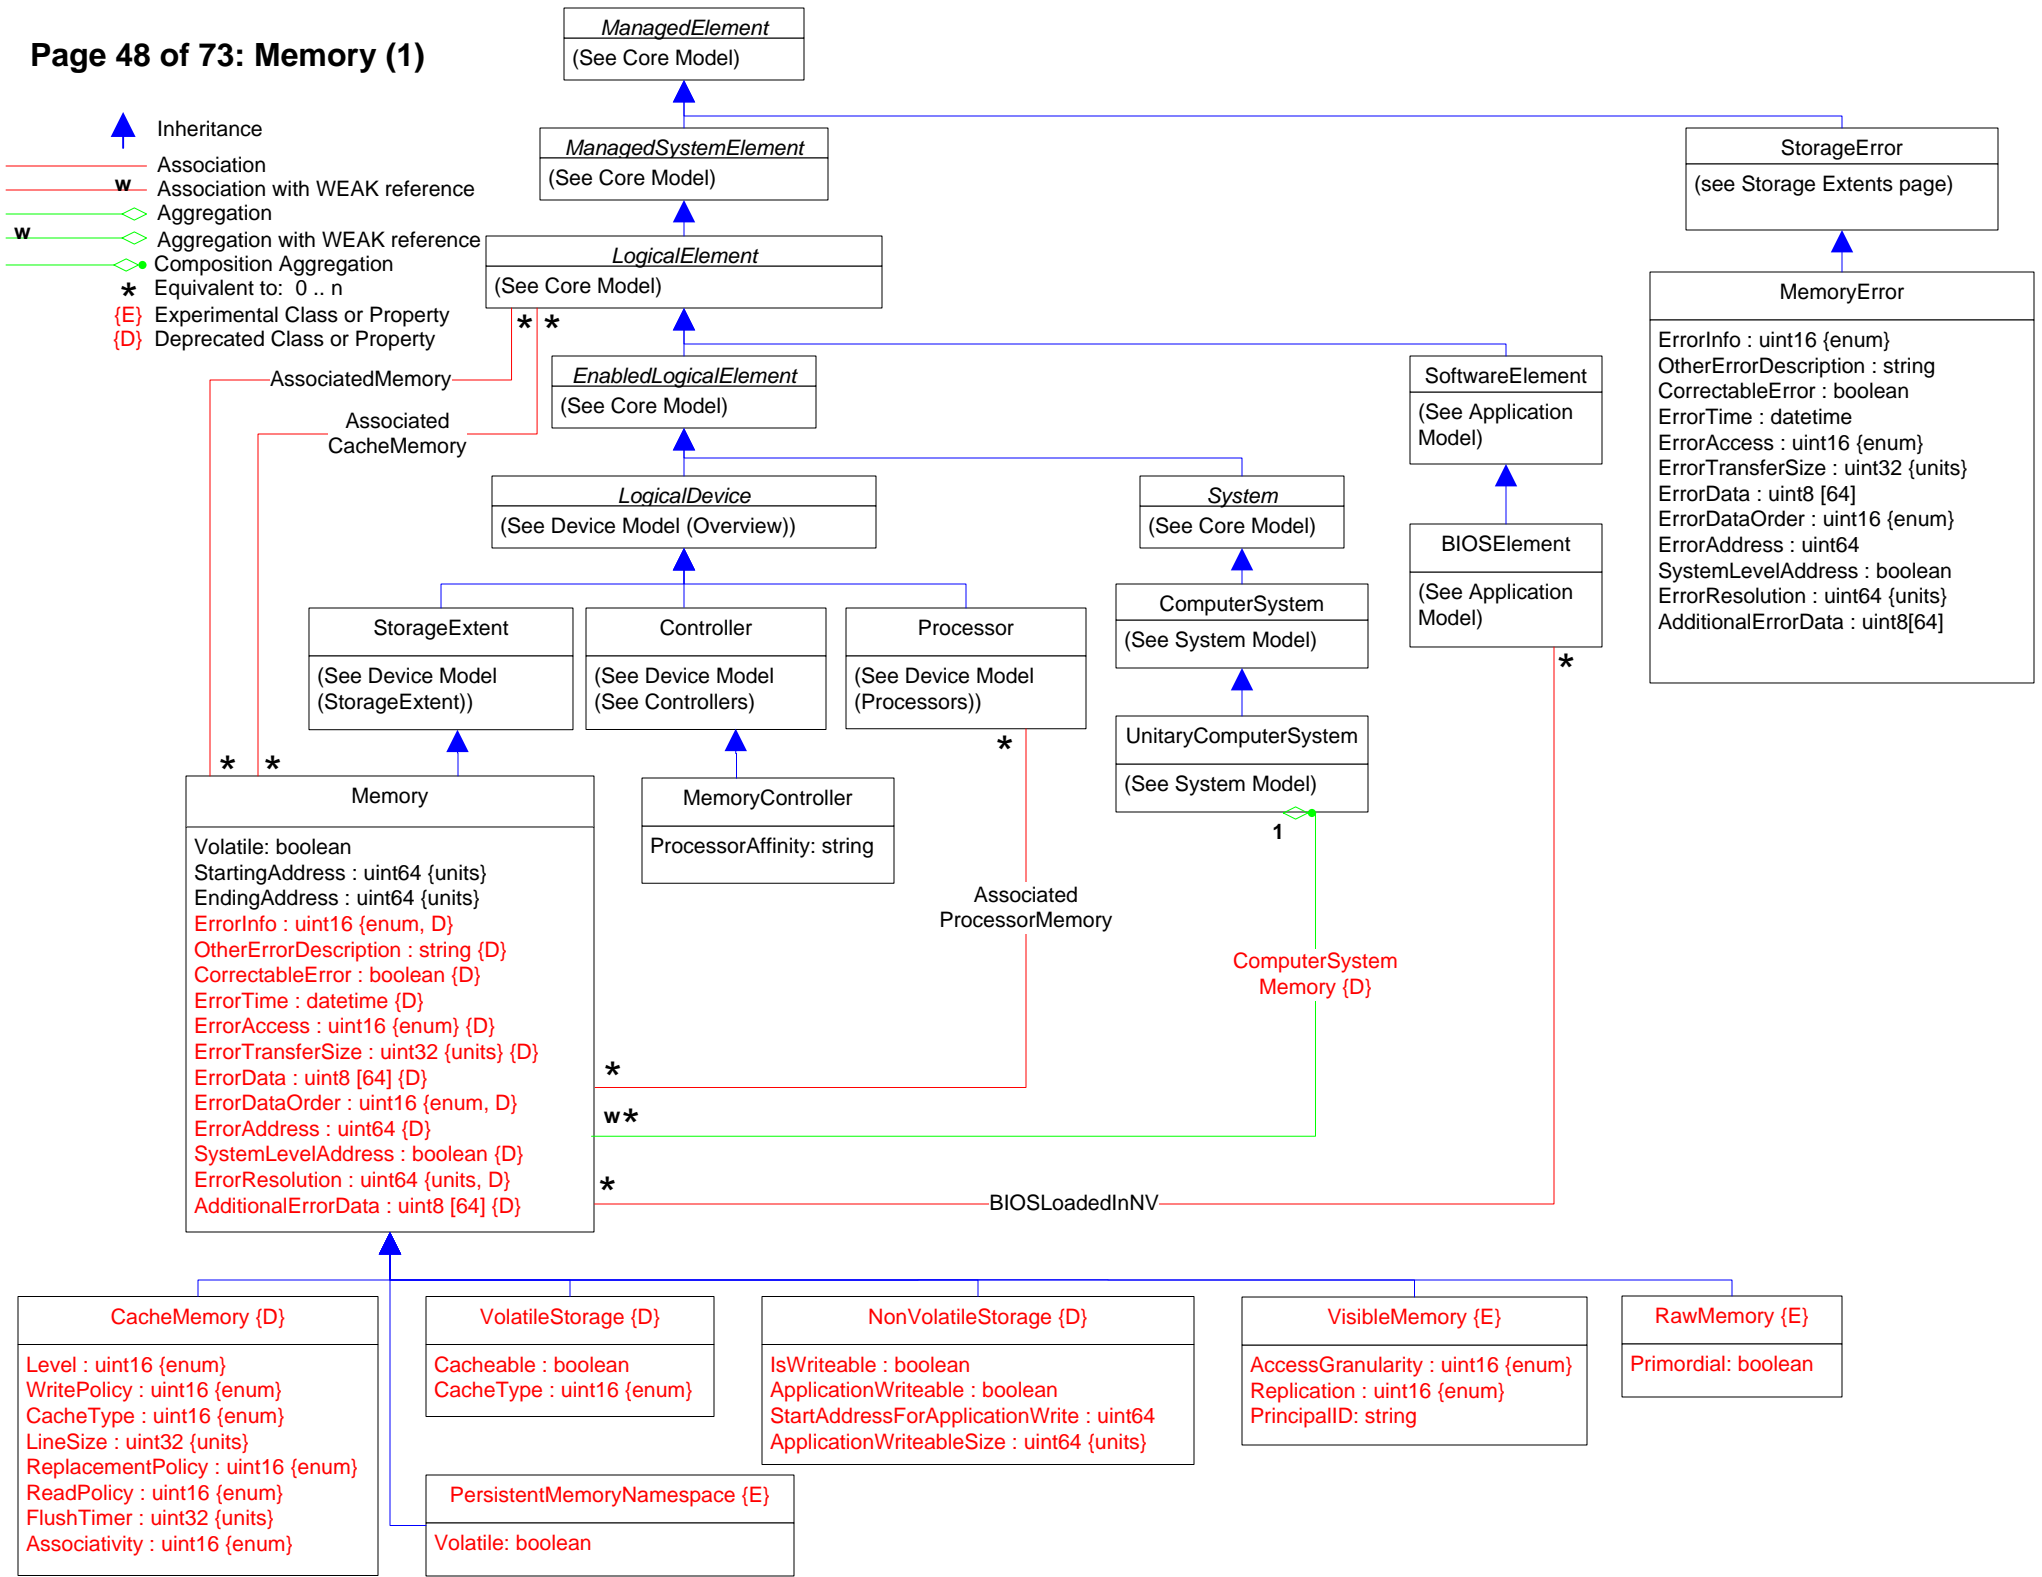 Page 48 of 73: Memory (1)
Inheritance
Association
w
Association with WEAK reference
Aggregation
w
Aggregation with WEAK reference
Composition Aggregation
* Equivalent to: 0 .. n
{E} Experimental Class or Property
{D} Deprecated Class or Property
ManagedElement
(See Core Model)
ManagedSystemElement
(See Core Model)
StorageError
(see Storage Extents page)
LogicalElement
(See Core Model)
* *
MemoryError
ErrorInfo : uint16 {enum}
OtherErrorDescription : string
CorrectableError : boolean
ErrorTime : datetime
ErrorAccess : uint16 {enum}
ErrorTransferSize : uint32 {units}
ErrorData : uint8 [64]
ErrorDataOrder : uint16 {enum}
ErrorAddress : uint64
SystemLevelAddress : boolean
ErrorResolution : uint64 {units}
AdditionalErrorData : uint8[64]
AssociatedMemory
Associated
CacheMemory
EnabledLogicalElement
(See Core Model)
SoftwareElement
(See Application
Model)
LogicalDevice
(See Device Model (Overview))
System
(See Core Model)
BIOSElement
(See Application
Model)
*
StorageExtent
(See Device Model
(StorageExtent))
Controller
(See Device Model
(See Controllers)
Processor
(See Device Model
(Processors))
*
ComputerSystem
(See System Model)
UnitaryComputerSystem
(See System Model)
1
* *
Memory
Volatile: boolean
StartingAddress : uint64 {units}
EndingAddress : uint64 {units}
ErrorInfo : uint16 {enum, D}
OtherErrorDescription : string {D}
CorrectableError : boolean {D}
ErrorTime : datetime {D}
ErrorAccess : uint16 {enum} {D}
ErrorTransferSize : uint32 {units} {D}
ErrorData : uint8 [64] {D}
ErrorDataOrder : uint16 {enum, D}
ErrorAddress : uint64 {D}
SystemLevelAddress : boolean {D}
ErrorResolution : uint64 {units, D}
AdditionalErrorData : uint8 [64] {D}
MemoryController
ProcessorAffinity: string
Associated
ProcessorMemory
ComputerSystem
Memory {D}
*
w*
*
BIOSLoadedInNV
CacheMemory {D}
Level : uint16 {enum}
WritePolicy : uint16 {enum}
CacheType : uint16 {enum}
LineSize : uint32 {units}
ReplacementPolicy : uint16 {enum}
ReadPolicy : uint16 {enum}
FlushTimer : uint32 {units}
Associativity : uint16 {enum}
VolatileStorage {D}
Cacheable : boolean
CacheType : uint16 {enum}
NonVolatileStorage {D}
IsWriteable : boolean
ApplicationWriteable : boolean
StartAddressForApplicationWrite : uint64
ApplicationWriteableSize : uint64 {units}
VisibleMemory {E}
AccessGranularity : uint16 {enum}
Replication : uint16 {enum}
PrincipalID: string
RawMemory {E}
Primordial: boolean
PersistentMemoryNamespace {E}
Volatile: boolean